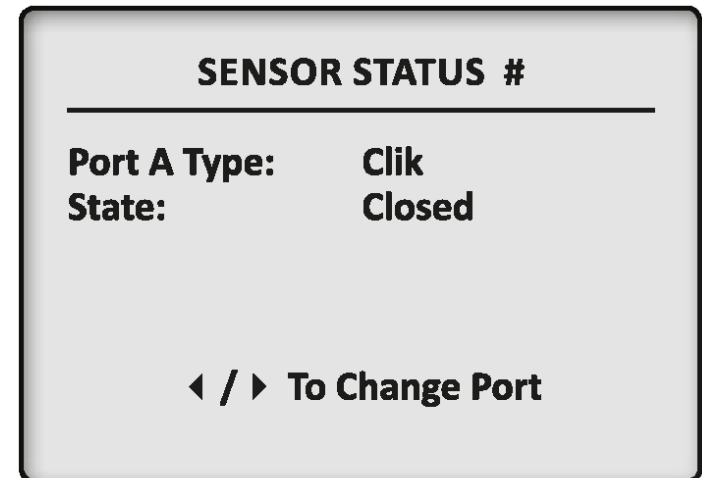 SENSOR STATUS #
Port A Type: Clik
State: Closed
◀ / ▶ To Change Port